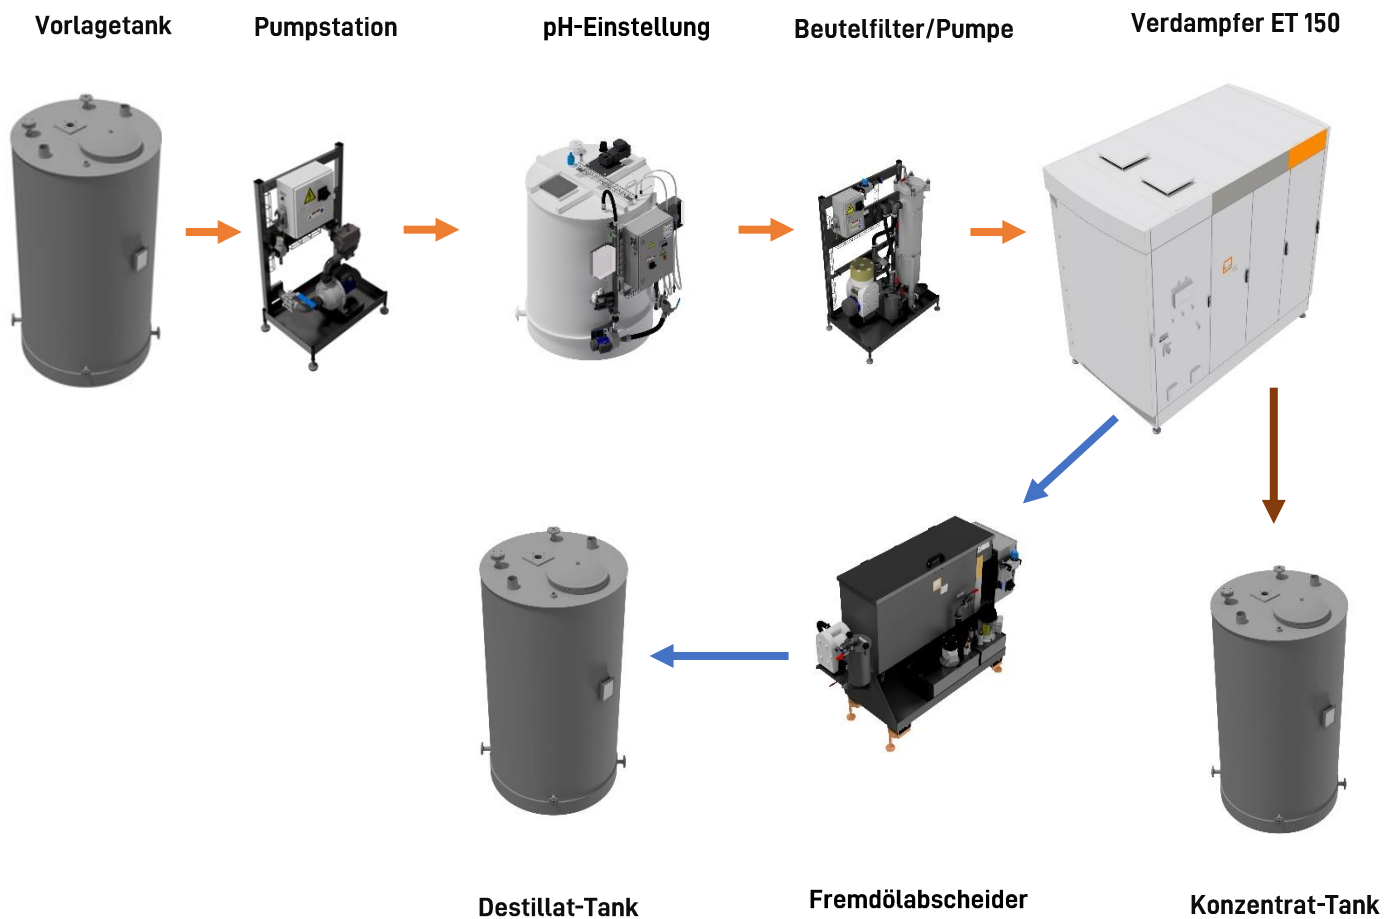 Vorlagetank
Pumpstation
pH-Einstellung
Beutelfilter/Pumpe
Verdampfer ET 150
Destillat-Tank
Fremdölabscheider
Konzentrat-Tank